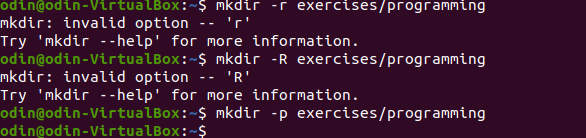 odin@odin-VirtualBox:~$ mkdir -r exercises/programming
mkdir: invalid option -- 'r'
Try 'mkdir --help' for more information.
odin@odin-VirtualBox:~$ mkdir -R exercises/programming
mkdir: invalid option -- 'R'
Try 'mkdir --help' for more information.
odin@odin-VirtualBox:~$ mkdir -p exercises/programming
odin@odin-VirtualBox:~$